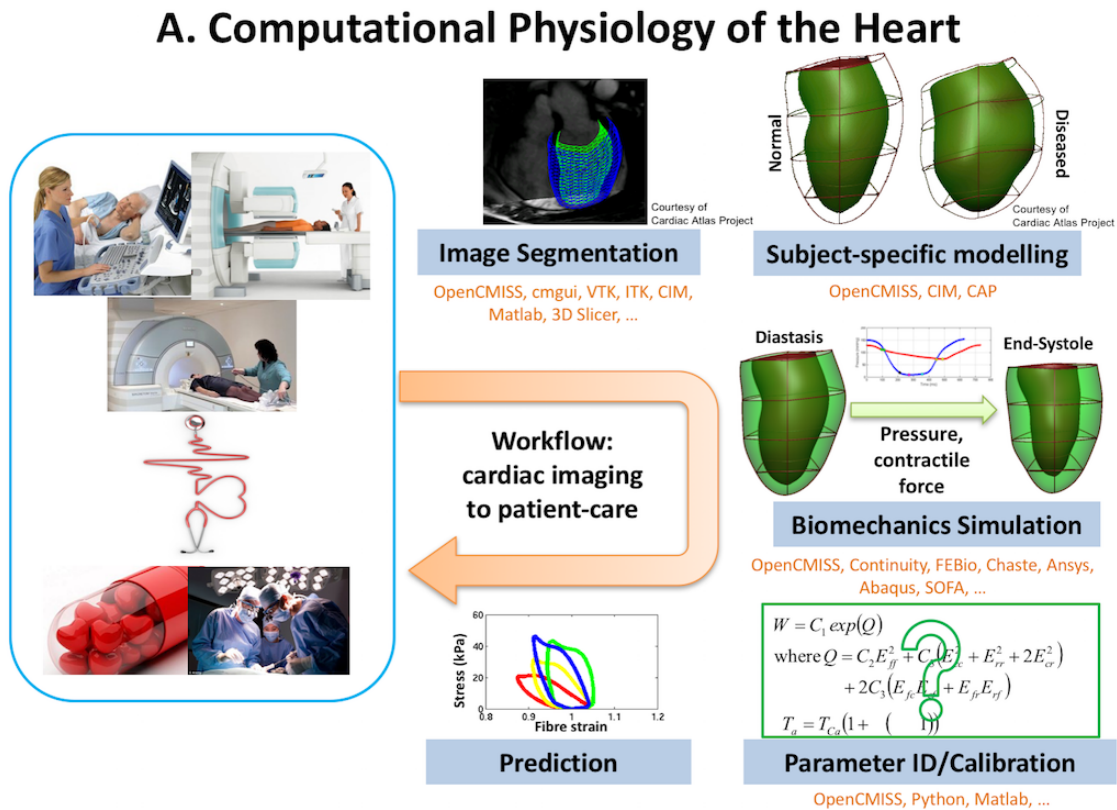 A. Computational Physiology of the Heart
Courtesy of
Cardiac Atlas Project
Image Segmentation
OpenCMISS, cmgui, VTK, ITK, CIM,
Matlab, 3D Slicer, ...
Normal
Diseased
Courtesy of
Cardiac Atlas Project
Subject-specific modelling
OpenCMISS, CIM, CAP
Diastasis
End-Systole
Pressure,
contractile
force
Biomechanics Simulation
OpenCMISS, Continuity, FEBio, Chaste, Ansys,
Abaqus, SOFA, ...
Workflow:
cardiac imaging
to patient-care
Stress (kPa)
60
40
20
0
0.8 0.9 1 1.1 1.2
Fibre strain
Prediction
W = C₁ exp(Q)
where Q = C₂E²ff + C₃(E²cc + E²rr + 2E²cr)
+ 2C₃(EfcE + EfrErf)
Ta = TCa(1 + ( 1))
?
Parameter ID/Calibration
OpenCMISS, Python, Matlab, ...